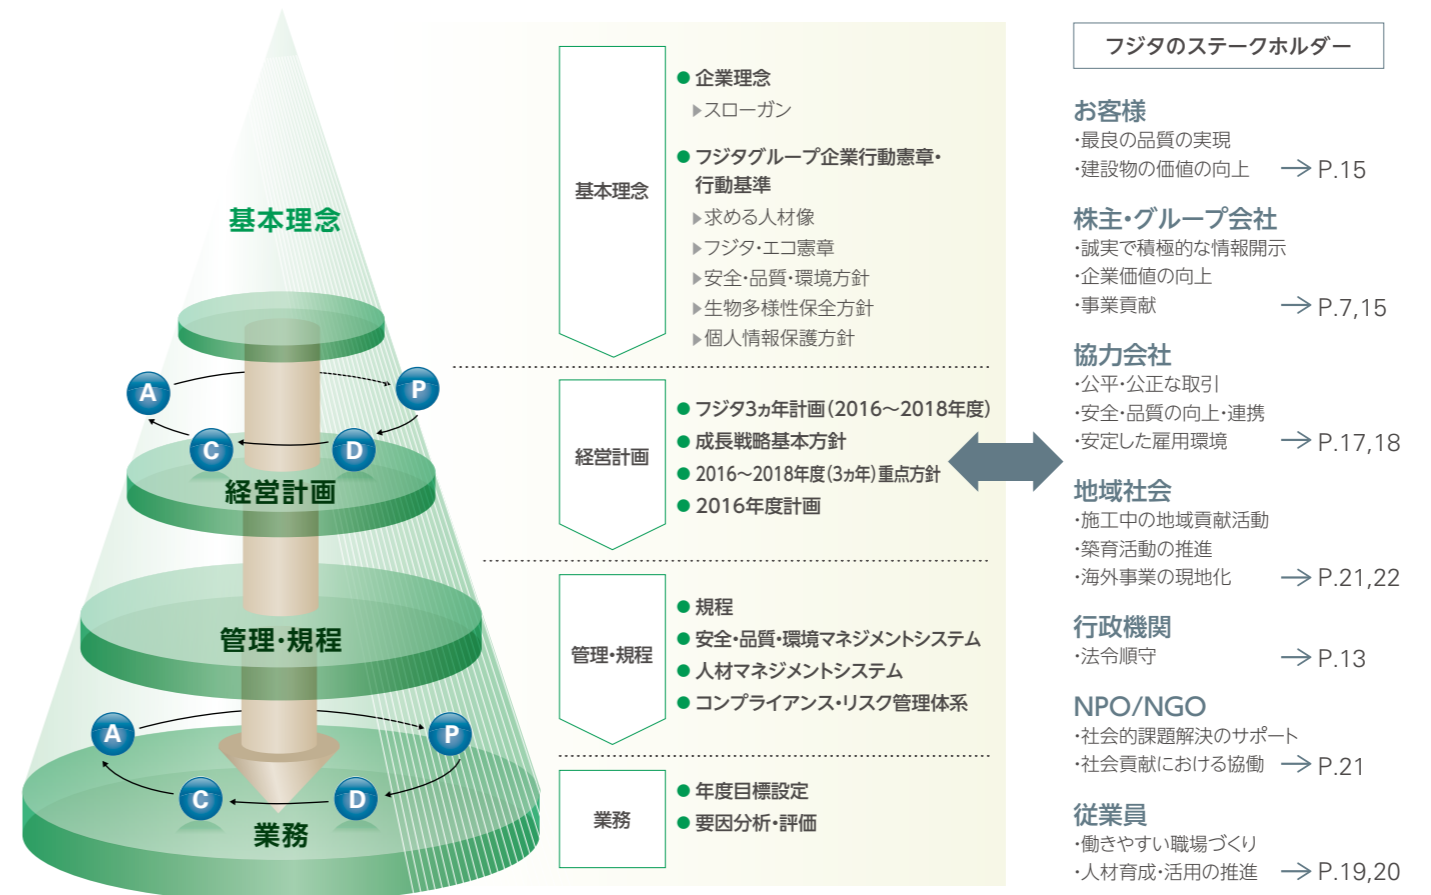 基本理念
A
P
C
D
経営計画
管理・規程
A
P
C
D
業務
基本理念
● 企業理念
▶スローガン
● フジタグループ企業行動憲章・
行動基準
▶求める人材像
▶フジタ・エコ憲章
▶安全・品質・環境方針
▶生物多様性保全方針
▶個人情報保護方針
経営計画
● フジタ3ヵ年計画(2016〜2018年度)
● 成長戦略基本方針
● 2016〜2018年度(3ヵ年)重点方針
● 2016年度計画
管理・規程
● 規程
● 安全・品質・環境マネジメントシステム
● 人材マネジメントシステム
● コンプライアンス・リスク管理体系
業務
● 年度目標設定
● 要因分析・評価
フジタのステークホルダー
お客様
・最良の品質の実現
・建設物の価値の向上 → P.15
株主・グループ会社
・誠実で積極的な情報開示
・企業価値の向上
・事業貢献 → P.7,15
協力会社
・公平・公正な取引
・安全・品質の向上・連携
・安定した雇用環境 → P.17,18
地域社会
・施工中の地域貢献活動
・築育活動の推進
・海外事業の現地化 → P.21,22
行政機関
・法令順守 → P.13
NPO/NGO
・社会的課題解決のサポート
・社会貢献における協働 → P.21
従業員
・働きやすい職場づくり
・人材育成・活用の推進 → P.19,20